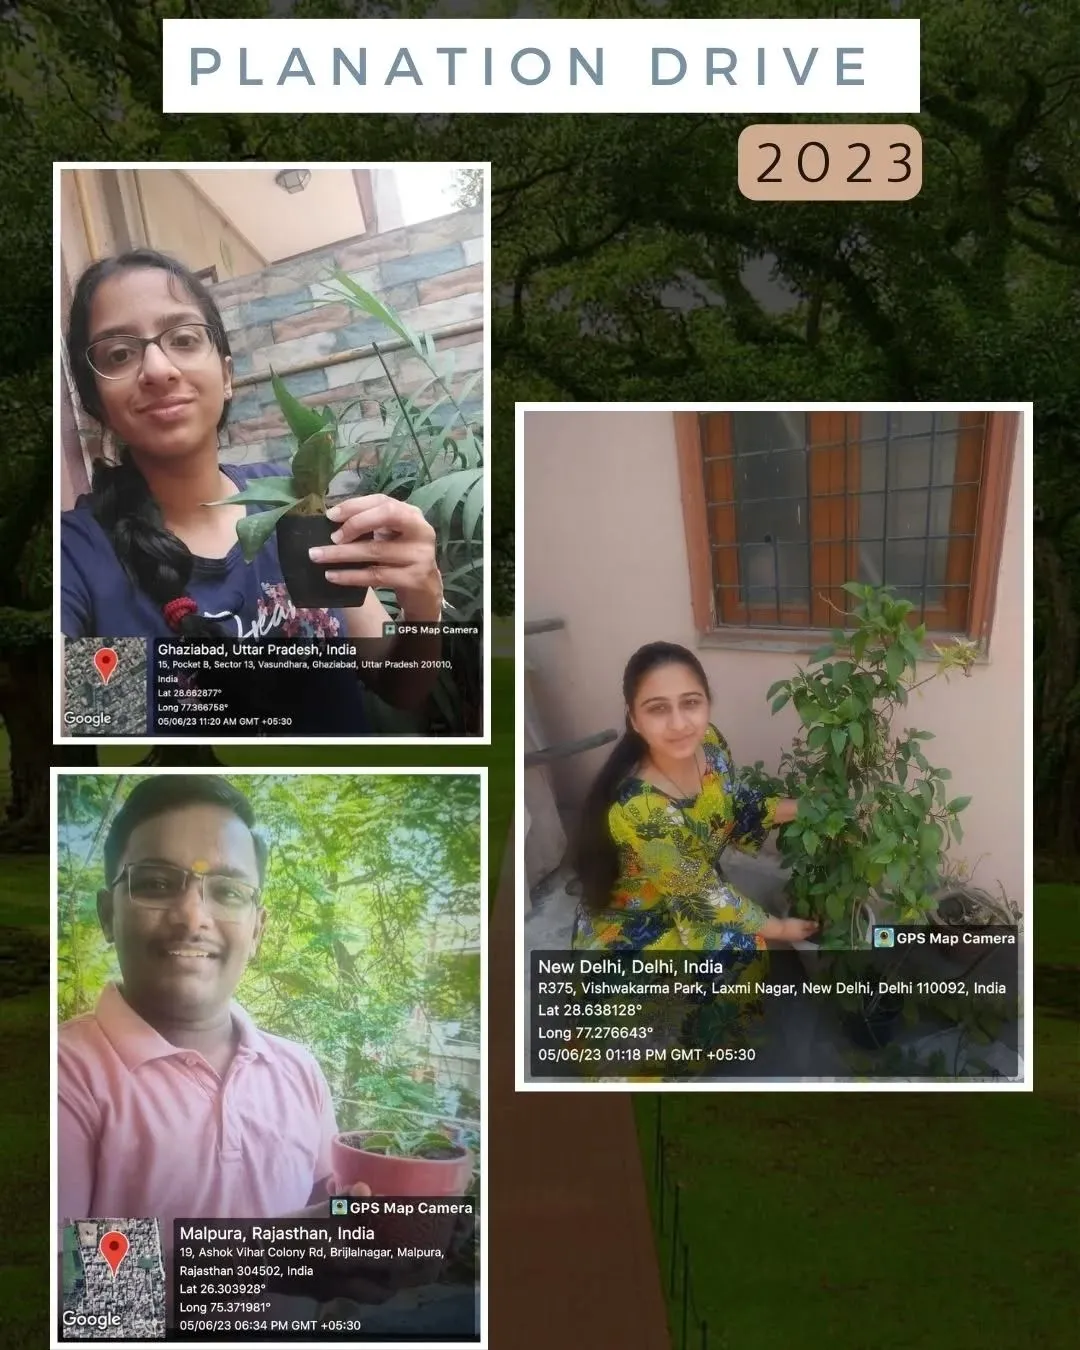 PLANATION DRIVE
2023
GPS Map Camera
Ghaziabad, Uttar Pradesh, India
15, Pocket B, Sector 13, Vasundhara, Ghaziabad, Uttar Pradesh 201010,
India
Lat 28.662877°
Long 77.366758°
05/06/23 11:20 AM GMT +05:30
Google
GPS Map Camera
New Delhi, Delhi, India
R375, Vishwakarma Park, Laxmi Nagar, New Delhi, Delhi 110092, India
Lat 28.638128°
Long 77.276643°
05/06/23 01:18 PM GMT +05:30
GPS Map Camera
Malpura, Rajasthan, India
19, Ashok Vihar Colony Rd, Brijlalnagar, Malpura,
Rajasthan 304502, India
Lat 26.303928°
Long 75.371981°
05/06/23 06:34 PM GMT +05:30
Google